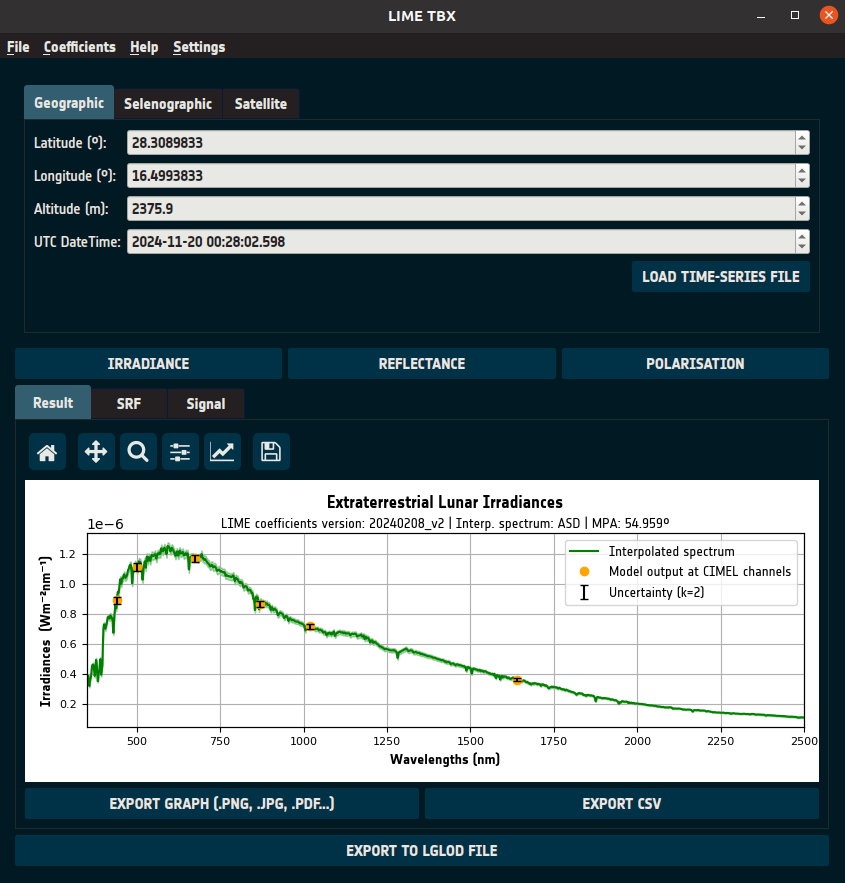 LIME TBX
File Coefficients Help Settings
Geographic Selenographic Satellite
Latitude (º): 28.3089833
Longitude (º): 16.4993833
Altitude (m): 2375.9
UTC DateTime: 2024-11-20 00:28:02.598
LOAD TIME-SERIES FILE
IRRADIANCE REFLECTANCE POLARISATION
Result SRF Signal
Extraterrestrial Lunar Irradiances
LIME coefficients version: 20240208_v2 | Interp. spectrum: ASD | MPA: 54.959º
1e−6
Interpolated spectrum
Model output at CIMEL channels
Uncertainty (k=2)
1.2
1.0
0.8
0.6
0.4
0.2
Irradiances (Wm⁻²nm⁻¹)
500 750 1000 1250 1500 1750 2000 2250 2500
Wavelengths (nm)
EXPORT GRAPH (.PNG, .JPG, .PDF...) EXPORT CSV
EXPORT TO LGLOD FILE